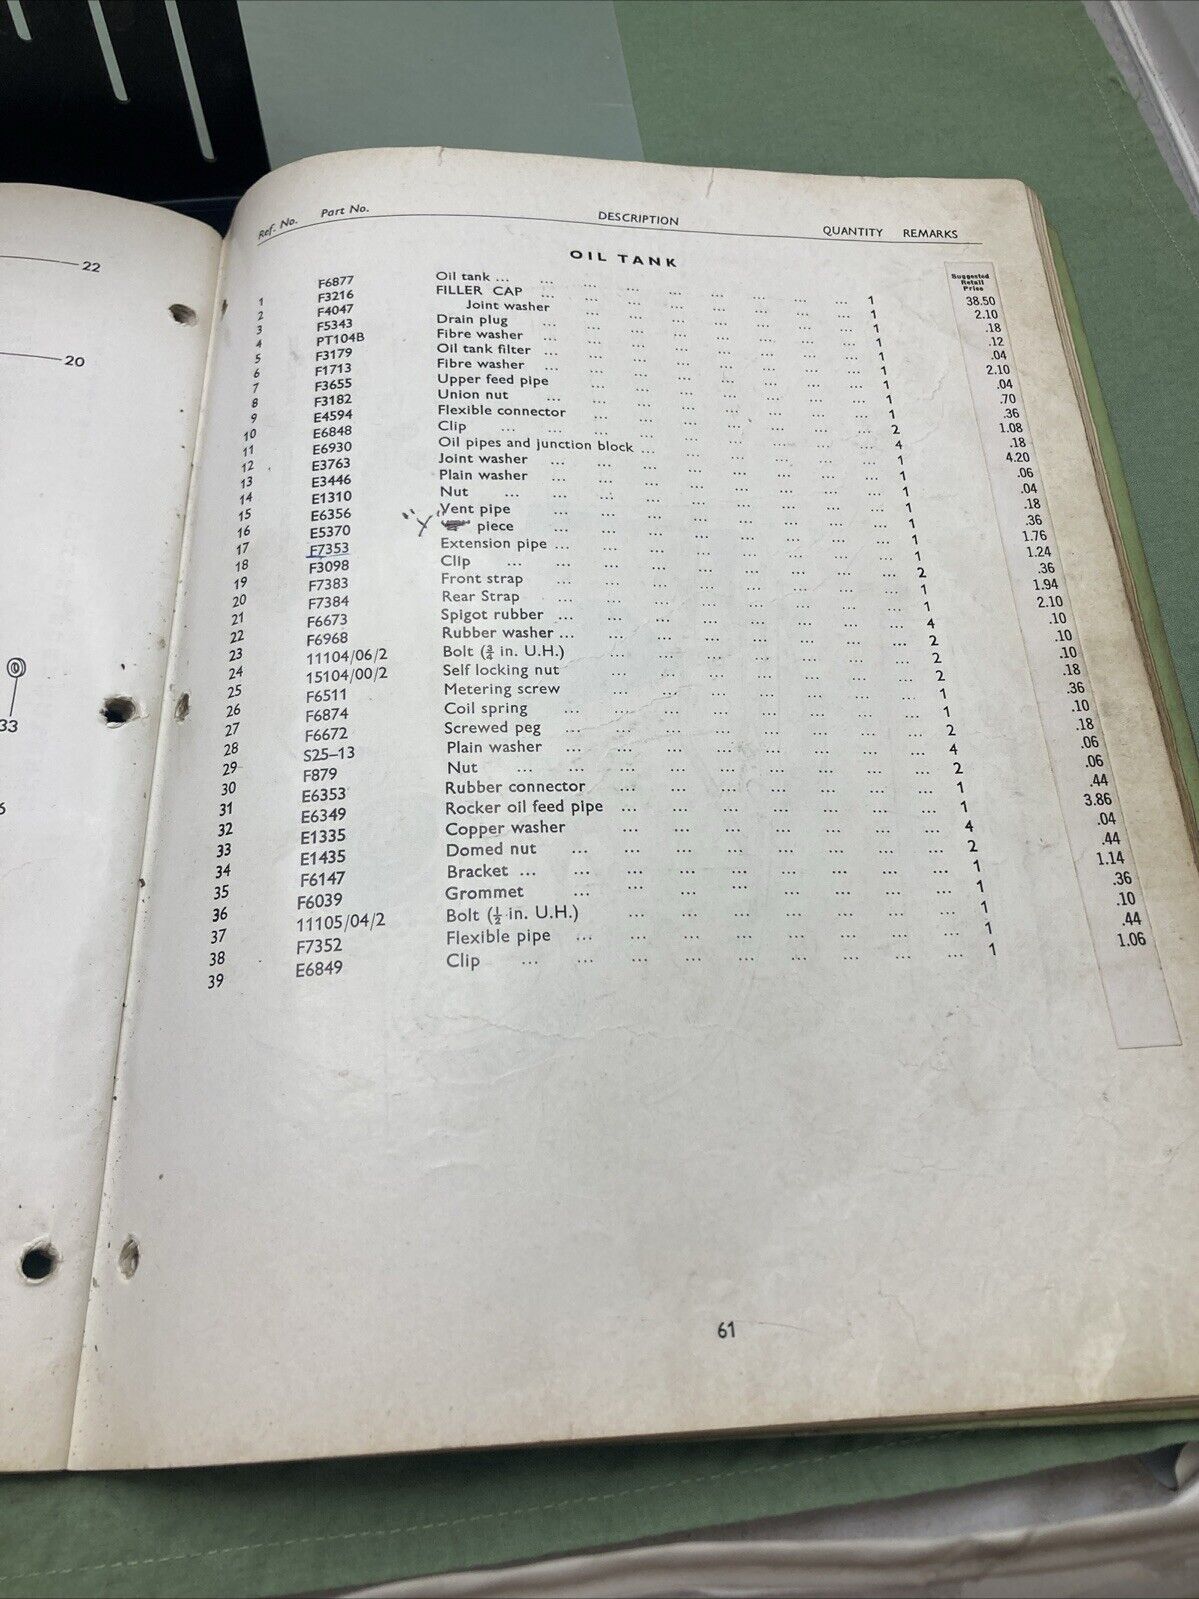 22
20
33
Ref. No. Part No. DESCRIPTION QUANTITY REMARKS
OIL TANK
Suggested
Retail
Price
1 F6877 Oil tank ... 1 38.50
2 F3216 FILLER CAP ... 1 2.10
3 F4047 Joint washer ... 1 .18
4 F5343 Drain plug ... 1 .12
5 PT104B Fibre washer ... 1 .04
6 F3179 Oil tank filter ... 1 2.10
7 F1713 Fibre washer ... 1 .04
8 F3655 Upper feed pipe ... 1 .70
9 F3182 Union nut ... 1 .36
10 E4594 Flexible connector ... 2 1.08
11 E6848 Clip ... 4 .18
12 E6930 Oil pipes and junction block ... 1 4.20
13 E3763 Joint washer ... 1 .06
14 E3446 Plain washer ... 1 .04
15 E1310 Nut ... 1 .18
16 E6356 Vent pipe ... 1 .36
17 E5370 "Y" piece ... 1 1.76
18 F7353 Extension pipe ... 1 1.24
19 F3098 Clip ... 2 .36
20 F7383 Front strap ... 1 1.94
21 F7384 Rear Strap ... 1 2.10
22 F6673 Spigot rubber ... 4 .10
23 F6968 Rubber washer ... 2 .10
24 11104/06/2 Bolt (¾ in. U.H.) ... 2 .10
25 15104/00/2 Self locking nut ... 2 .18
26 F6511 Metering screw ... 1 .36
27 F6874 Coil spring ... 1 .10
28 F6672 Screwed peg ... 2 .18
29 S25–13 Plain washer ... 4 .06
30 F879 Nut ... 2 .06
31 E6353 Rubber connector ... 1 .44
32 E6349 Rocker oil feed pipe ... 1 3.86
33 E1335 Copper washer ... 4 .04
34 E1435 Domed nut ... 2 .44
35 F6147 Bracket ... 1 1.14
36 F6039 Grommet ... 1 .36
37 11105/04/2 Bolt (½ in. U.H.) ... 1 .10
38 F7352 Flexible pipe ... 1 .44
39 E6849 Clip ... 1 1.06
61